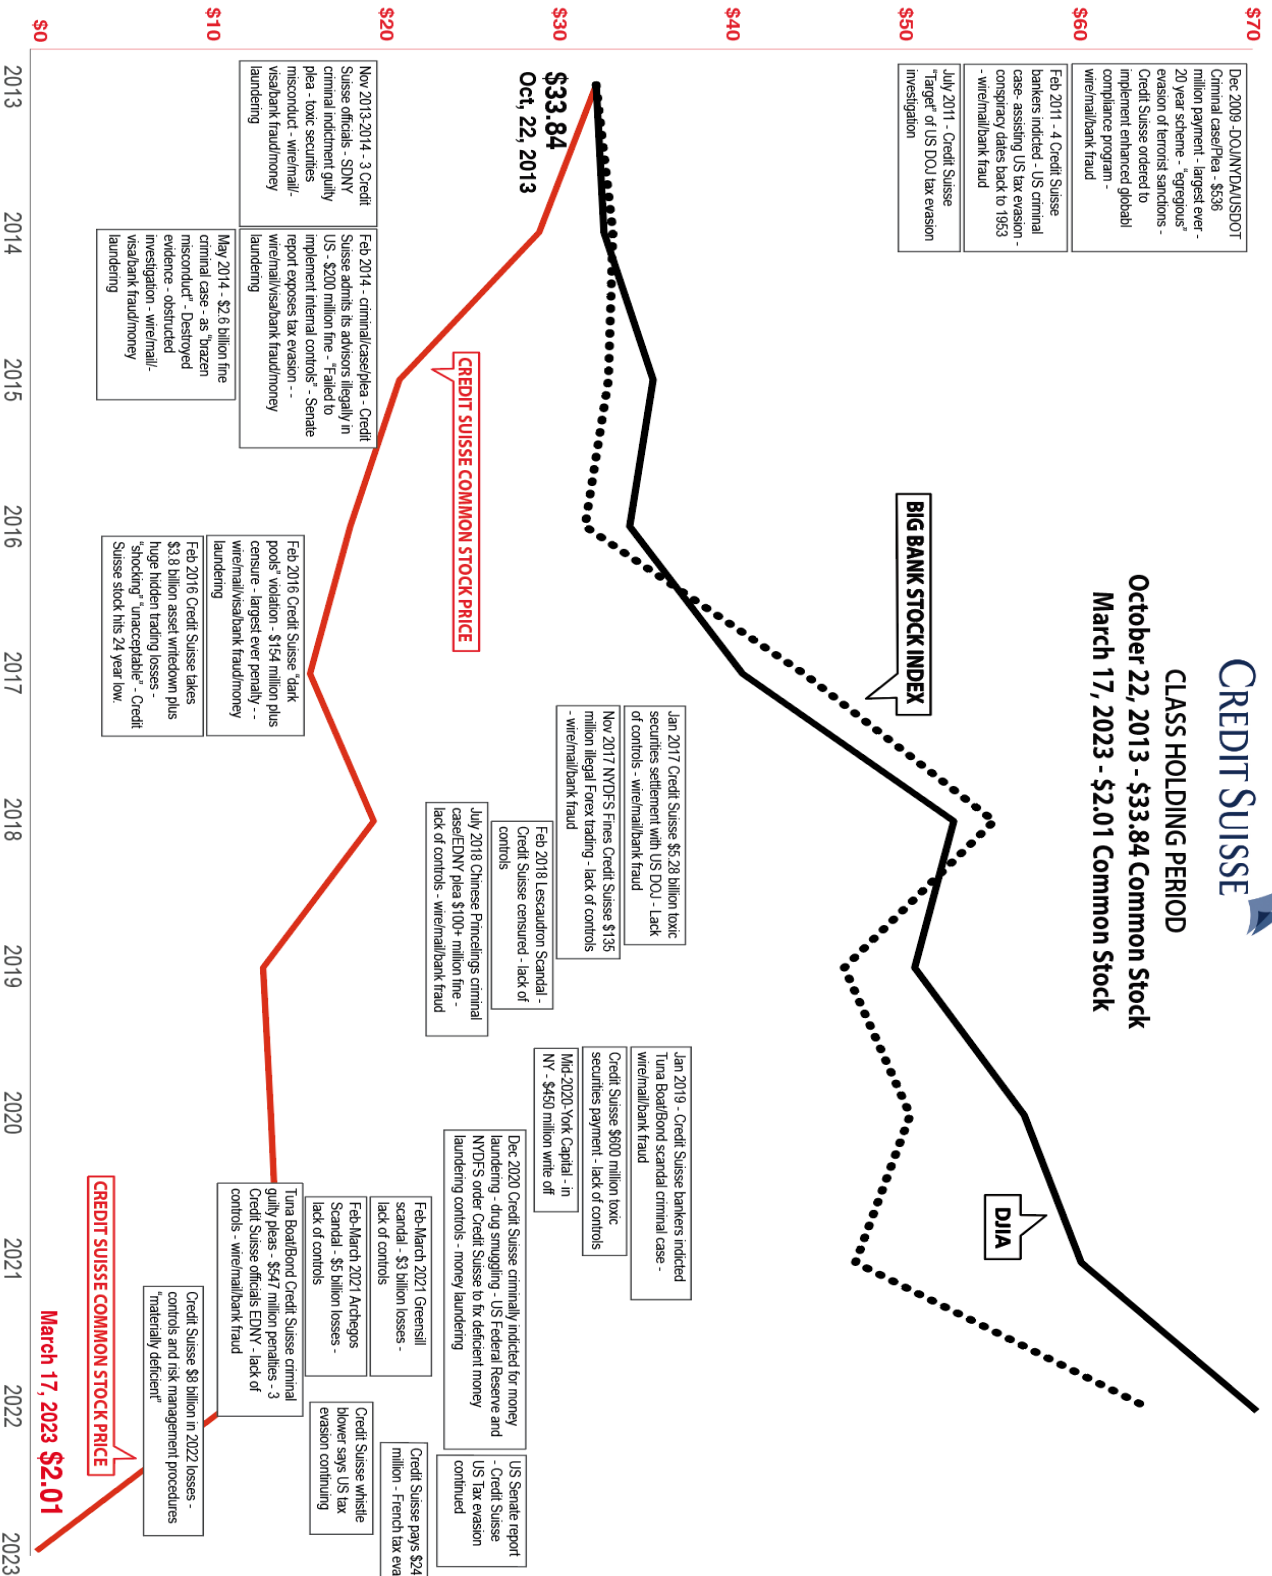 CREDIT SUISSE
CLASS HOLDING PERIOD
October 22, 2013 - $33.84 Common Stock
March 17, 2023 - $2.01 Common Stock
$70
$60
$50
$40
$30
$20
$10
$0
Dec 2009 -DOJ/NYDA/USDOT
Criminal case/Plea - $536
milion payment - largest ever -
20 year scheme - "egregious"
evasion of terrorist sanctions -
Credit Suisse ordered to
implement enhanced globabl
compliance program -
wire/mail/bank fraud
Feb 2011 - 4 Credit Suisse
bankers indicted - US criminal
case- assisting US tax evasion -
conspiracy dates back to 1953
- wire/mail/bank fraud
July 2011 - Credit Suisse
"Target" of US DOJ tax evasion
investigation
BIG BANK STOCK INDEX
DJIA
$33.84
Oct, 22, 2013
CREDIT SUISSE COMMON STOCK PRICE
Nov 2013-2014 - 3 Credit
Suisse officials - SDNY
criminal indictment guilty
plea - toxic securities
misconduct - wire/mail/-
visa/bank fraud/money
laundering
Feb 2014 - criminal/case/plea - Credit
Suisse admits its advisors illegally in
US - $200 million fine - "Failed to
implement internal controls" - Senate
report exposes tax evasion - -
wire/mail/visa/bank fraud/money
laundering
May 2014 - $2.6 billion fine
criminal case - as "brazen
misconduct" - Destroyed
evidence - obstructed
investigation - wire/mail/-
visa/bank fraud/money
laundering
Feb 2016 Credit Suisse "dark
pools" violation - $154 million plus
censure - largest ever penalty - -
wire/mail/visa/bank fraud/money
laundering
Feb 2016 Credit Suisse takes
$3.8 billion asset writedown plus
huge hidden trading losses -
"shocking" "unacceptable" - Credit
Suisse stock hits 24 year low.
Jan 2017 Credit Suisse $5.28 billion toxic
securities settlement with US DOJ - Lack
of controls - wire/mail/bank fraud
Nov 2017 NYDFS Fines Credit Suisse $135
million illegal Forex trading - lack of controls
- wire/mail/bank fraud
Feb 2018 Lescaudron Scandal -
Credit Suisse censured - lack of
controls
July 2018 Chinese Princelings criminal
case/EDNY plea $100+ million fine -
lack of controls - wire/mail/bank fraud
Jan 2019 - Credit Suisse bankers indicted
Tuna Boat/Bond scandal criminal case -
wire/mail/bank fraud
Credit Suisse $600 million toxic
securities payment - lack of controls
Mid-2020-York Capital - in
NY - $450 million write off
Dec 2020 Credit Suisse criminally indicted for money
laundering - drug smuggling - US Federal Reserve and
NYDFS order Credit Suisse to fix deficient money
laundering controls - money laundering
Feb-March 2021 Greensill
scandal - $3 billion losses -
lack of controls
Feb-March 2021 Archegos
Scandal - $5 billion losses -
lack of controls
Tuna Boat/Bond Credit Suisse criminal
guilty pleas - $547 million penalties - 3
Credit Suisse officials EDNY - lack of
controls - wire/mail/bank fraud
US Senate report
- Credit Suisse
US Tax evasion
continued
Credit Suisse pays $24
million - French tax eva
Credit Suisse whistle
blower says US tax
evasion continuing
Credit Suisse $8 billion in 2022 losses -
controls and risk management procedures
"materially deficient"
CREDIT SUISSE COMMON STOCK PRICE
March 17, 2023 $2.01
2013
2014
2015
2016
2017
2018
2019
2020
2021
2022
2023